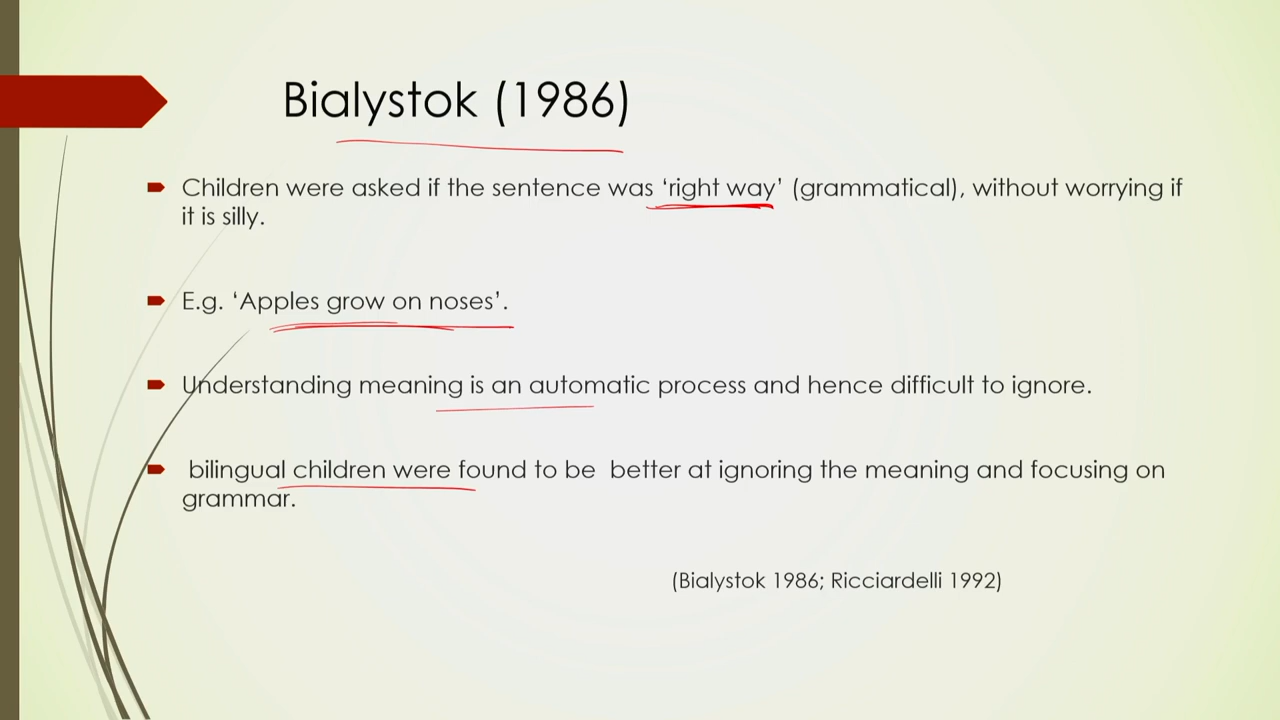 Bialystok (1986)
Children were asked if the sentence was ‘right way’ (grammatical), without worrying if
it is silly.
E.g. ‘Apples grow on noses’.
Understanding meaning is an automatic process and hence difficult to ignore.
bilingual children were found to be better at ignoring the meaning and focusing on
grammar.
(Bialystok 1986; Ricciardelli 1992)